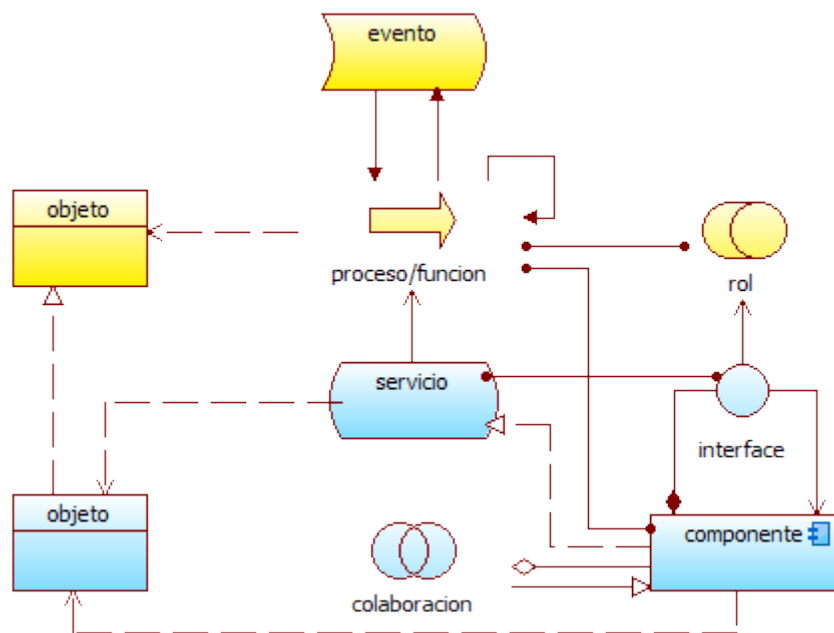 evento
objeto
proceso/funcion
rol
servicio
interface
objeto
componente
colaboracion